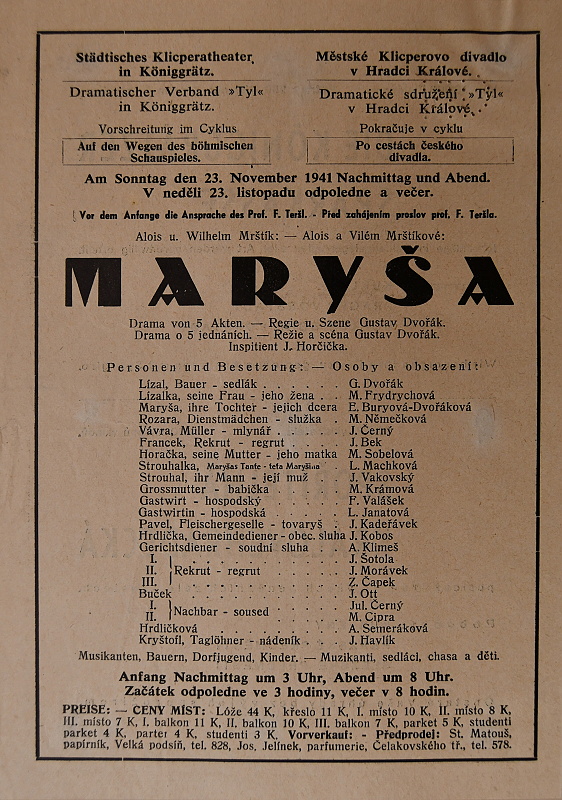 Städtisches Klicperatheater
in Königgrätz.
Dramatischer Verband »Tyl«
in Königgrätz.
Vorschreitung im Cyklus
Auf den Wegen des böhmischen
Schauspieles.
Městské Klicperovo divadlo
v Hradci Králové.
Dramatické sdružení »Tyl«
v Hradci Králové.
Pokračuje v cyklu
Po cestách českého
divadla.
Am Sonntag den 23. November 1941 Nachmittag und Abend.
V neděli 23. listopadu odpoledne a večer.
Vor dem Anfange die Ansprache des Prof. F. Teršl. - Před zahájením proslov prof. F. Teršla.
Alois u. Wilhelm Mrštík: — Alois a Vilém Mrštíkové:
MARYŠA
Drama von 5 Akten. — Regie u. Szene Gustav Dvořák.
Drama o 5 jednáních. — Režie a scéna Gustav Dvořák.
Inspitient J. Horčička.
Personen und Besetzung: — Osoby a obsazení:
Lízal, Bauer - sedlák . . . . . G. Dvořák
Lízalka, seine Frau - jeho žena . . M. Frydrychová
Maryša, ihre Tochter - jejich dcera E. Buryová-Dvořáková
Rozara, Dienstmädchen - služka . M. Němečková
Vávra, Müller - mlynář . . . . . J. Černý
Francek, Rekrut - regrut . . . . J. Bek
Horačka, seine Mutter - jeho matka M. Sobelová
Strouhalka, Maryšas Tante - teta Maryšina . . L. Machková
Strouhal, ihr Mann - její muž . . J. Vakovský
Grossmutter - babička . . . . . M. Krámová
Gastwirt - hospodský . . . . . F. Valášek
Gastwirtin - hospodská . . . . . L. Janatová
Pavel, Fleischergeselle - tovaryš . J. Kadeřávek
Hrdlička, Gemeindediener - obec. sluha J. Kobos
Gerichtsdiener - soudní sluha . . A. Klimeš
I. J. Šotola
II. Rekrut - regrut . . . . . J. Morávek
III. Z. Čapek
Buček . . . . . J. Ott
I. Jul. Černý
II. Nachbar - soused . . . . . M. Cipra
Hrdličková . . . . . A. Semeráková
Kryštofl, Taglöhner - nádeník . . J. Havlík
Musikanten, Bauern, Dorfjugend, Kinder. — Muzikanti, sedláci, chasa a děti.
Anfang Nachmittag um 3 Uhr, Abend um 8 Uhr.
Začátek odpoledne ve 3 hodiny, večer v 8 hodin.
PREISE: — CENY MÍST: Lóže 44 K, křeslo 11 K, I. místo 10 K, II. místo 8 K,
III. místo 7 K, I. balkon 11 K, II. balkon 10 K, III. balkon 7 K, parket 5 K, studenti
parket 4 K, parter 4 K, studenti 3 K. Vorverkauf: - Předprodej: St. Matouš,
papírník, Velká podsíň, tel. 828, Jos. Jelínek, parfumerie, Čelakovského tř., tel. 578.